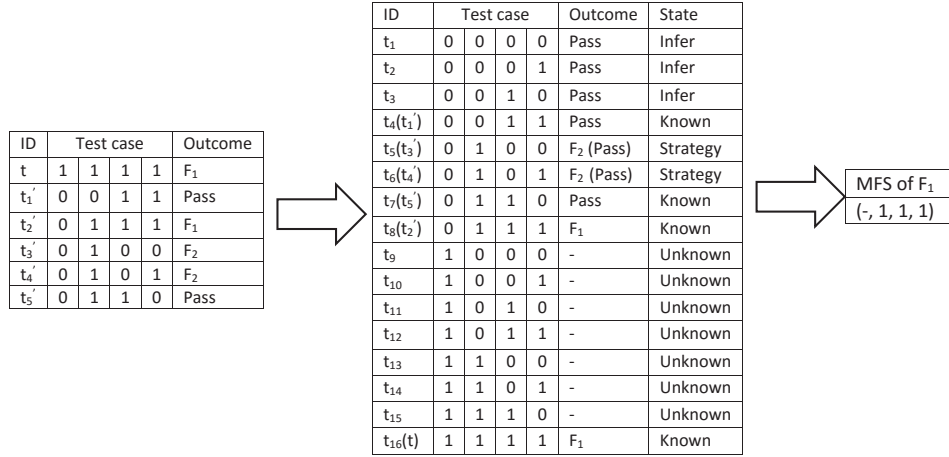 ID Test case Outcome
t 1 1 1 1 F₁
t₁′ 0 0 1 1 Pass
t₂′ 0 1 1 1 F₁
t₃′ 0 1 0 0 F₂
t₄′ 0 1 0 1 F₂
t₅′ 0 1 1 0 Pass
ID Test case Outcome State
t₁ 0 0 0 0 Pass Infer
t₂ 0 0 0 1 Pass Infer
t₃ 0 0 1 0 Pass Infer
t₄(t₁′) 0 0 1 1 Pass Known
t₅(t₃′) 0 1 0 0 F₂ (Pass) Strategy
t₆(t₄′) 0 1 0 1 F₂ (Pass) Strategy
t₇(t₅′) 0 1 1 0 Pass Known
t₈(t₂′) 0 1 1 1 F₁ Known
t₉ 1 0 0 0 - Unknown
t₁₀ 1 0 0 1 - Unknown
t₁₁ 1 0 1 0 - Unknown
t₁₂ 1 0 1 1 - Unknown
t₁₃ 1 1 0 0 - Unknown
t₁₄ 1 1 0 1 - Unknown
t₁₅ 1 1 1 0 - Unknown
t₁₆(t) 1 1 1 1 F₁ Known
MFS of F₁
(-, 1, 1, 1)